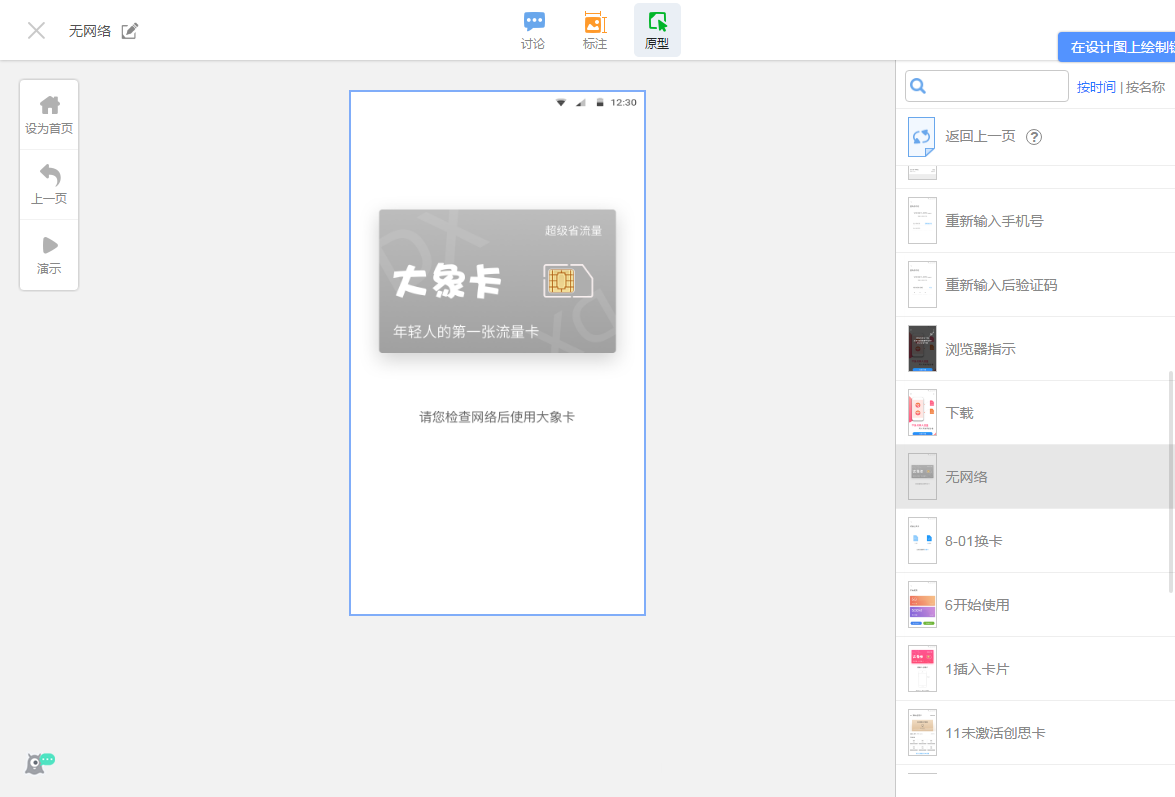 无网络
讨论
标注
原型
在设计图上绘制
设为首页
上一页
演示
12:30
超级省流量
大象卡
年轻人的第一张流量卡
请您检查网络后使用大象卡
按时间 | 按名称
返回上一页 ?
重新输入手机号
重新输入后验证码
浏览器指示
下载
无网络
8-01换卡
6开始使用
1插入卡片
11未激活创思卡